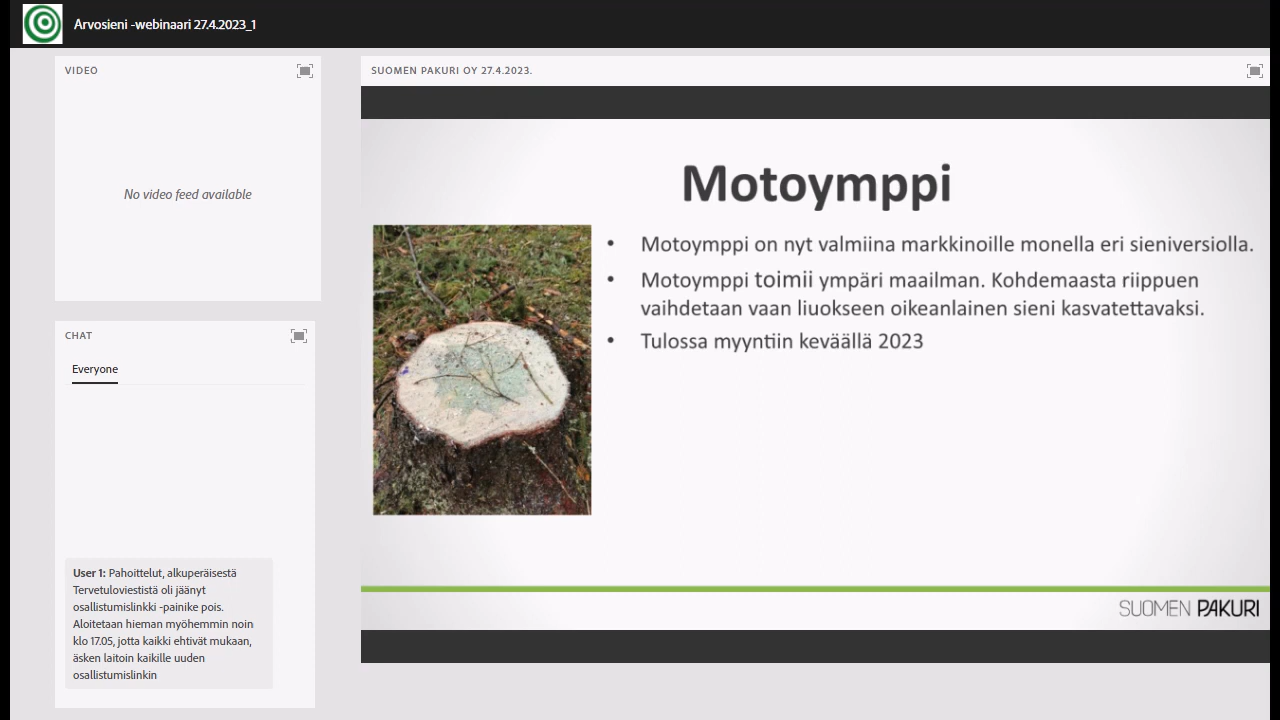 Arvosieni -webinaari 27.4.2023_1
VIDEO
No video feed available
CHAT
Everyone
User 1: Pahoittelut, alkuperäisestä
Tervetuloviestistä oli jäänyt
osallistumislinkki -painike pois.
Aloitetaan hieman myöhemmin noin
klo 17.05, jotta kaikki ehtivät mukaan,
äsken laitoin kaikille uuden
osallistumislinkin
SUOMEN PAKURI OY 27.4.2023.
Motoymppi
• Motoymppi on nyt valmiina markkinoille monella eri sieniversiolla.
• Motoymppi toimii ympäri maailman. Kohdemaasta riippuen
vaihdetaan vaan liuokseen oikeanlainen sieni kasvatettavaksi.
• Tulossa myyntiin keväällä 2023
SUOMEN PAKURI